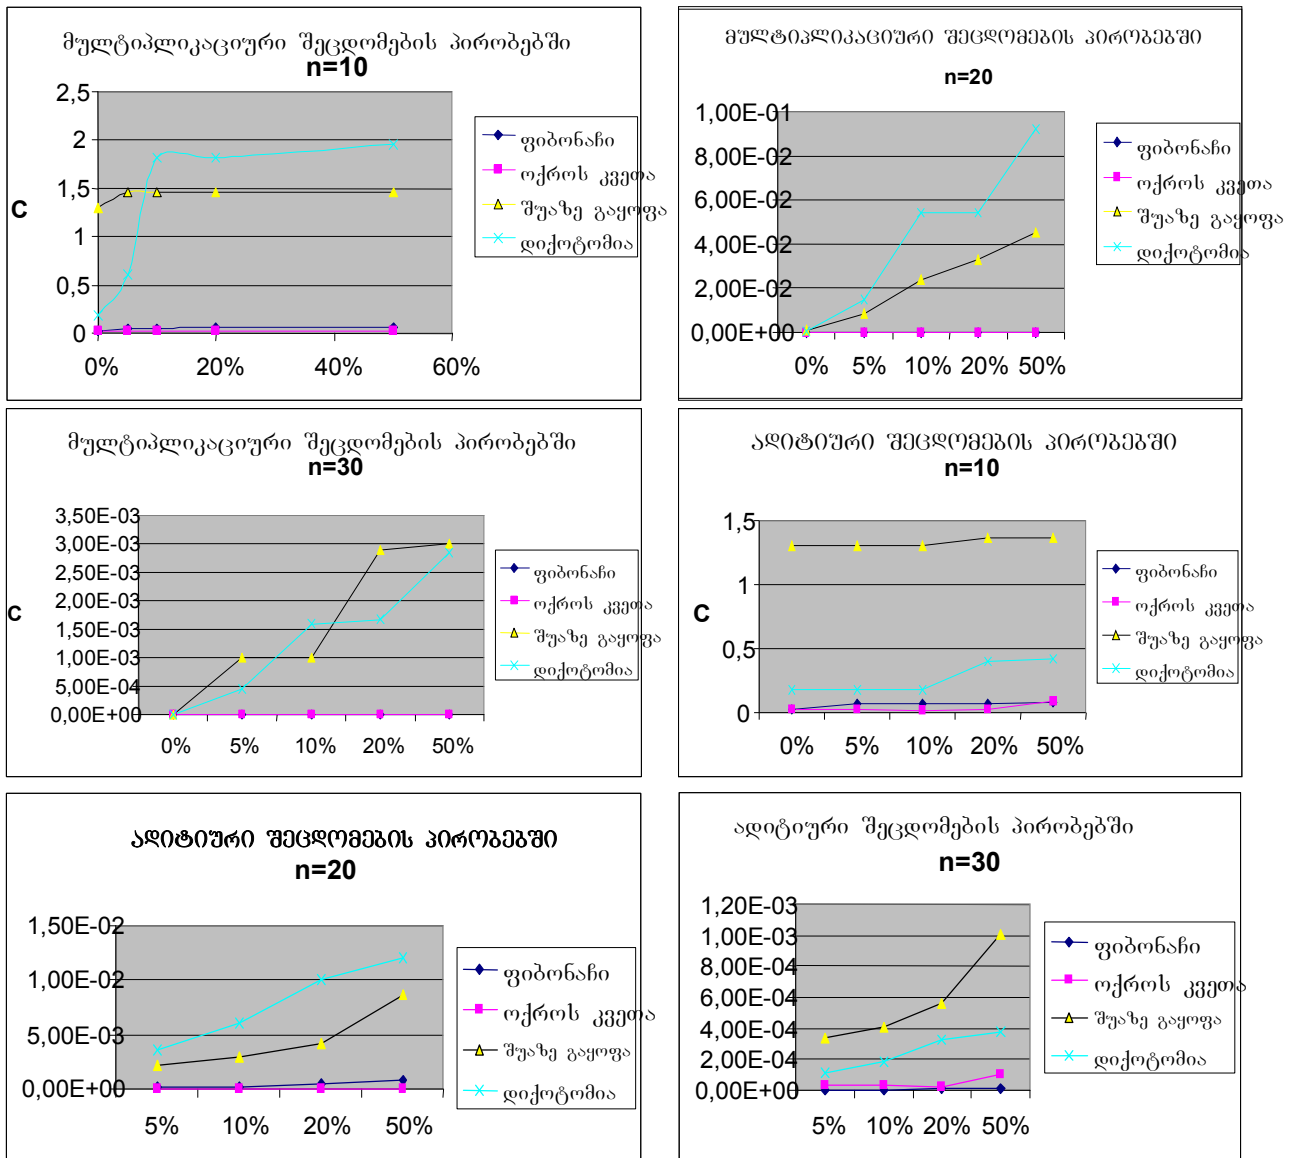 მულტიპლიკაციური შეცდომების პირობებში
n=10
2,5
2
1,5
1
0,5
0
C
0% 20% 40% 60%
ფიბონაჩი
ოქროს კვეთა
შუაზე გაყოფა
დიქოტომია
მულტიპლიკაციური შეცდომების პირობებში
n=20
1,00E-01
8,00E-02
6,00E-02
4,00E-02
2,00E-02
0,00E+00
0% 5% 10% 20% 50%
ფიბონაჩი
ოქროს კვეთა
შუაზე გაყოფა
დიქოტომია
მულტიპლიკაციური შეცდომების პირობებში
n=30
3,50E-03
3,00E-03
2,50E-03
2,00E-03
1,50E-03
1,00E-03
5,00E-04
0,00E+00
C
0% 5% 10% 20% 50%
ფიბონაჩი
ოქროს კვეთა
შუაზე გაყოფა
დიქოტომია
ადიტიური შეცდომების პირობებში
n=10
1,5
1
0,5
0
C
0% 5% 10% 20% 50%
ფიბონაჩი
ოქროს კვეთა
შუაზე გაყოფა
დიქოტომია
ადიტიური შეცდომების პირობებში
n=20
1,50E-02
1,00E-02
5,00E-03
0,00E+00
5% 10% 20% 50%
ფიბონაჩი
ოქროს კვეთა
შუაზე გაყოფა
დიქოტომია
ადიტიური შეცდომების პირობებში
n=30
1,20E-03
1,00E-03
8,00E-04
6,00E-04
4,00E-04
2,00E-04
0,00E+00
5% 10% 20% 50%
ფიბონაჩი
ოქროს კვეთა
შუაზე გაყოფა
დიქოტომია